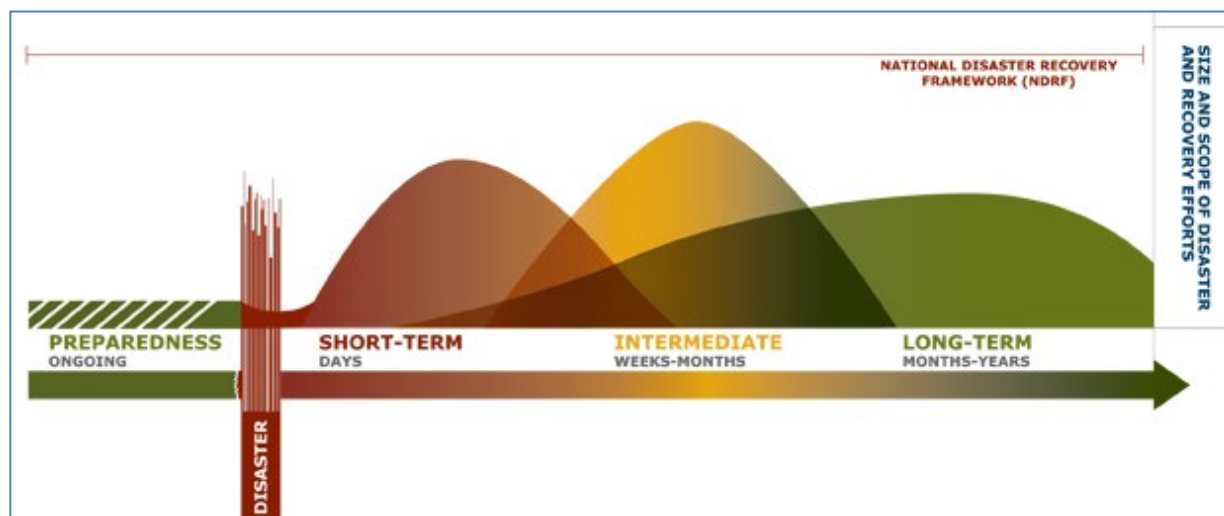 NATIONAL DISASTER RECOVERY
FRAMEWORK (NDRF)
SIZE AND SCOPE OF DISASTER
AND RECOVERY EFFORTS
PREPAREDNESS
ONGOING
SHORT-TERM
DAYS
INTERMEDIATE
WEEKS-MONTHS
LONG-TERM
MONTHS-YEARS
DISASTER